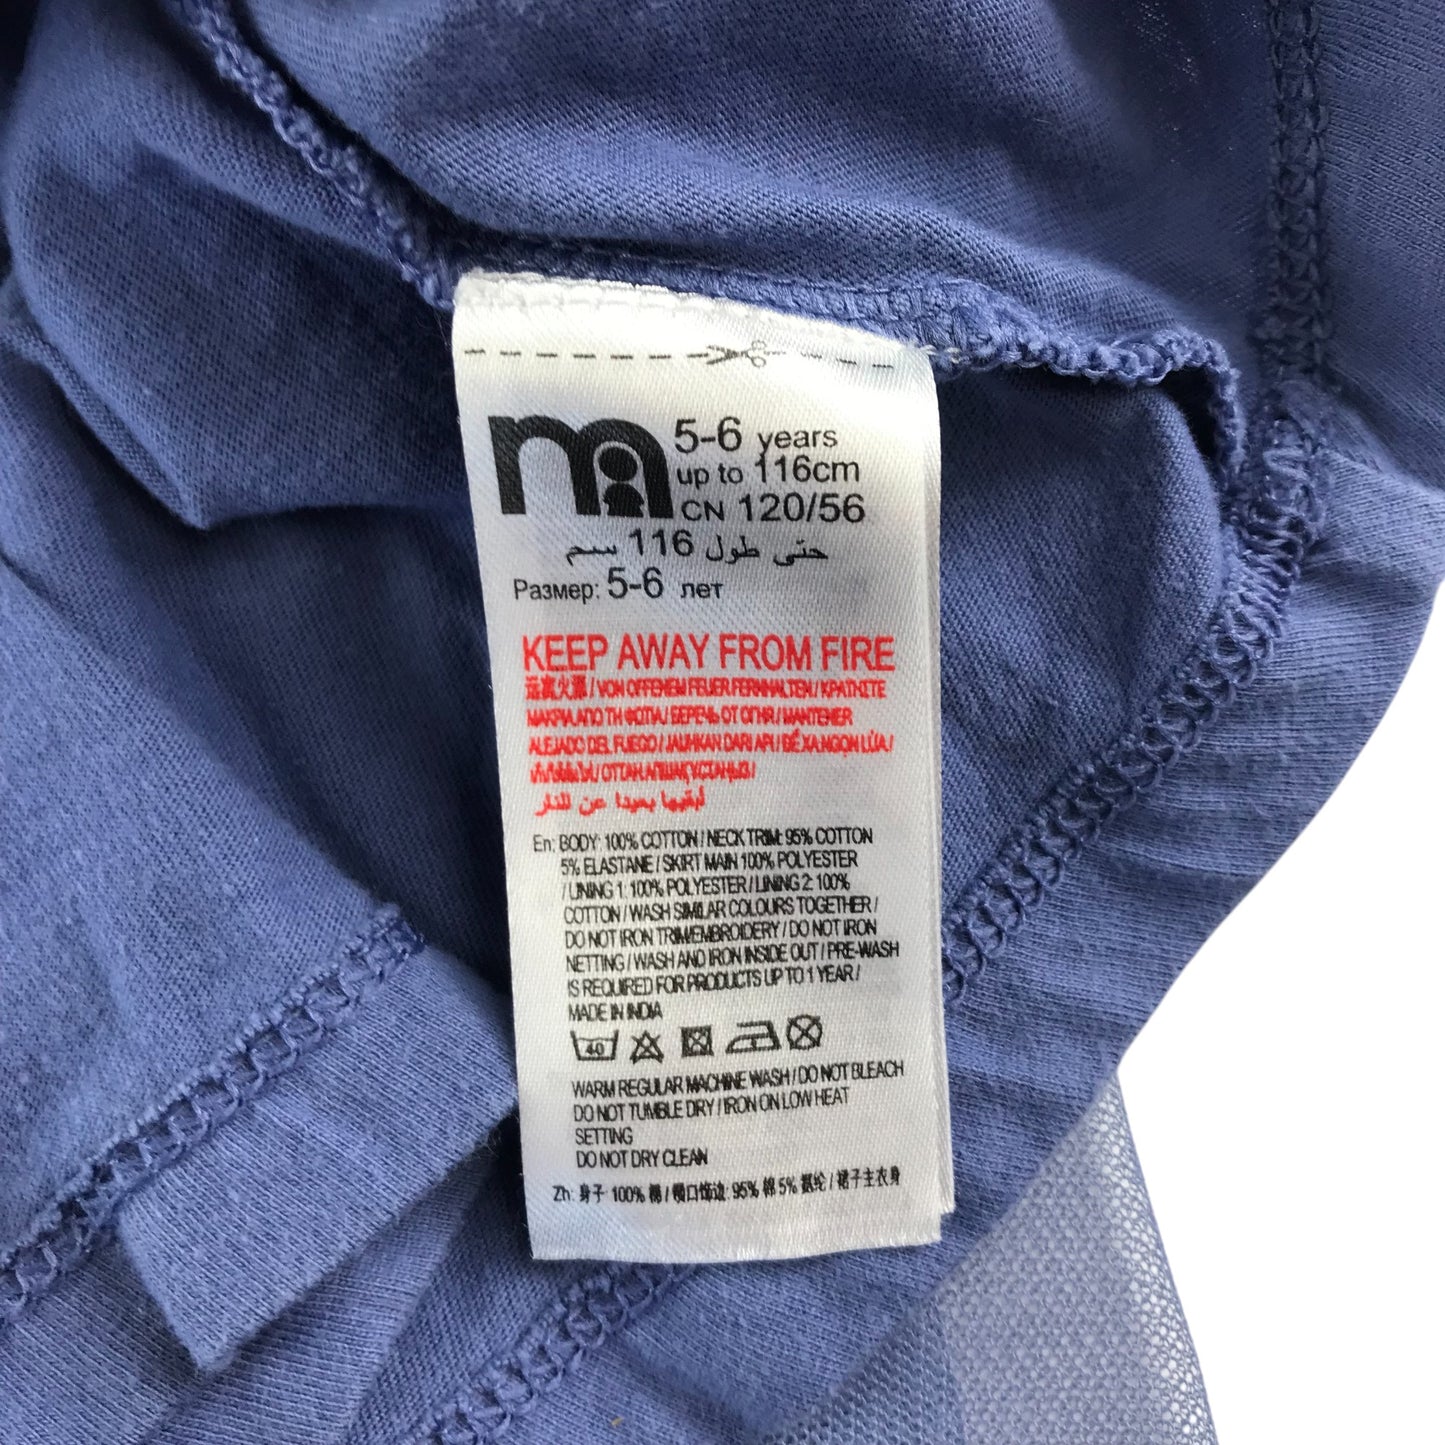 5-6 years
up to 116cm
CN 120/56
حتى طول 116 سم
Размер: 5-6 лет
KEEP AWAY FROM FIRE
远离火源 / VON OFFENEM FEUER FERNHALTEN /
ΜΑΚΡΙΑ ΑΠΟ ΤΗ ΦΩΤΙΑ / БЕРЕЧЬ ОТ ОГНЯ / MANTENER
ALEJADO DEL FUEGO / JAUHKAN DARI API / ĐỂ XA NGỌN LỬA /
أبقيها بعيدا عن النار
En: BODY: 100% COTTON / NECK TRIM: 95% COTTON
5% ELASTANE / SKIRT MAIN 100% POLYESTER
/ LINING 1: 100% POLYESTER / LINING 2: 100%
COTTON / WASH SIMILAR COLOURS TOGETHER /
DO NOT IRON TRIM/EMBROIDERY / DO NOT IRON
NETTING / WASH AND IRON INSIDE OUT / PRE-WASH
IS REQUIRED FOR PRODUCTS UP TO 1 YEAR /
MADE IN INDIA
40
WARM REGULAR MACHINE WASH / DO NOT BLEACH
DO NOT TUMBLE DRY / IRON ON LOW HEAT
SETTING
DO NOT DRY CLEAN
Zh: 身子 100% 棉 / 领口饰边: 95% 棉 5% 氨纶 / 裙子主衣身